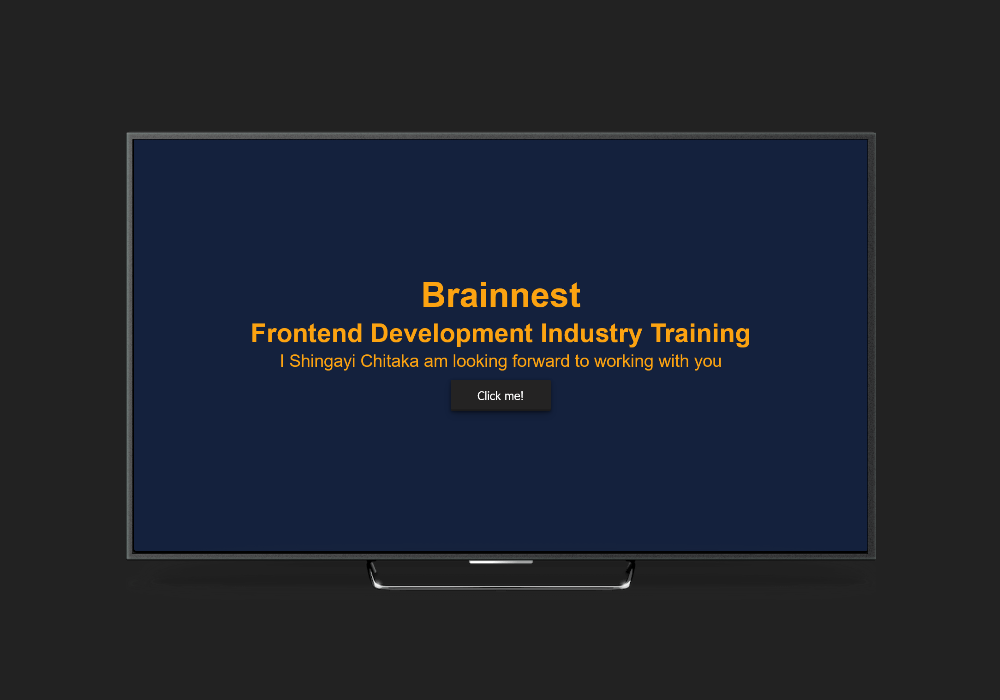 Brainnest
Frontend Development Industry Training
I Shingayi Chitaka am looking forward to working with you
Click me!